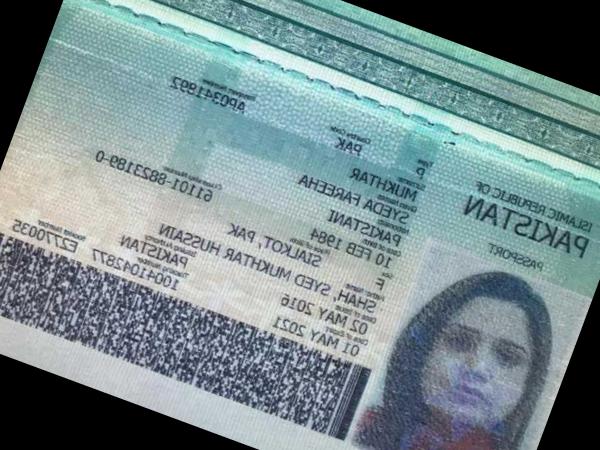 ISLAMIC REPUBLIC OF
PAKISTAN
PASSPORT
Type
P
Country Code
PAK
Passport Number
AP0341892
Surname
MUKHTAR
Given Names
SYEDA FAREEHA
Nationality
PAKISTANI
Citizenship Number
61101-8823189-0
Date of Birth
10 FEB 1984
Sex
F
Place of Birth
SIALKOT, PAK
Father Name
SHAH, SYED MUKHTAR HUSSAIN
Date of Issue
02 MAY 2016
Issuing Authority
PAKISTAN
Date of Expiry
01 MAY 2021
Tracking Number
10041042877
Booklet Number
E2770035